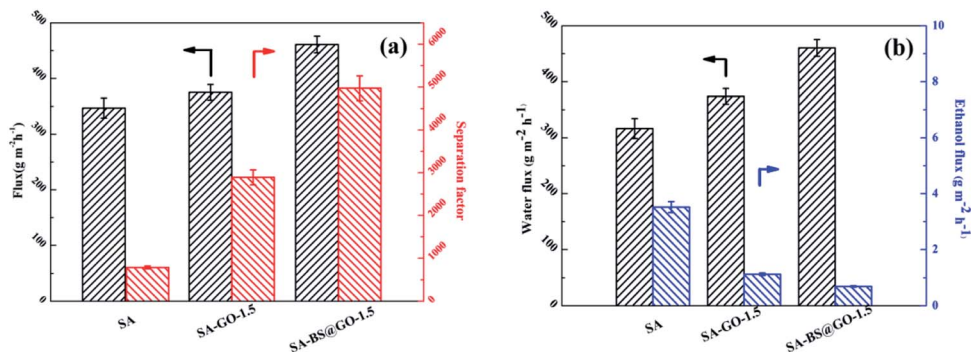 500
400
300
200
100
0
Flux(g m⁻²h⁻¹)
(a)
6000
5000
4000
3000
2000
1000
0
Separation factor
SA
SA-GO-1.5
SA-BS@GO-1.5
500
400
300
200
100
0
Water flux (g m⁻² h⁻¹)
(b)
10
8
6
4
2
0
Ethanol flux (g m⁻² h⁻¹)
SA
SA-GO-1.5
SA-BS@GO-1.5